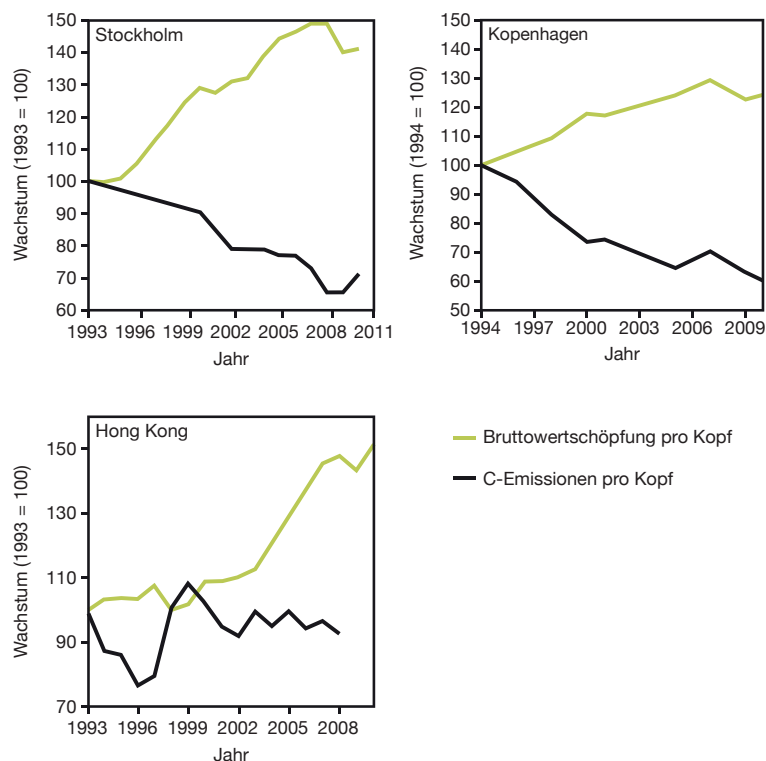 Stockholm
Wachstum (1993 = 100)
150
140
130
120
110
100
90
80
70
60
1993 1996 1999 2002 2005 2008 2011
Jahr
Kopenhagen
Wachstum (1994 = 100)
150
140
130
120
110
100
90
80
70
60
50
1994 1997 2000 2003 2006 2009
Jahr
Hong Kong
Wachstum (1993 = 100)
150
130
110
90
70
1993 1996 1999 2002 2005 2008
Jahr
Bruttowertschöpfung pro Kopf
C-Emissionen pro Kopf